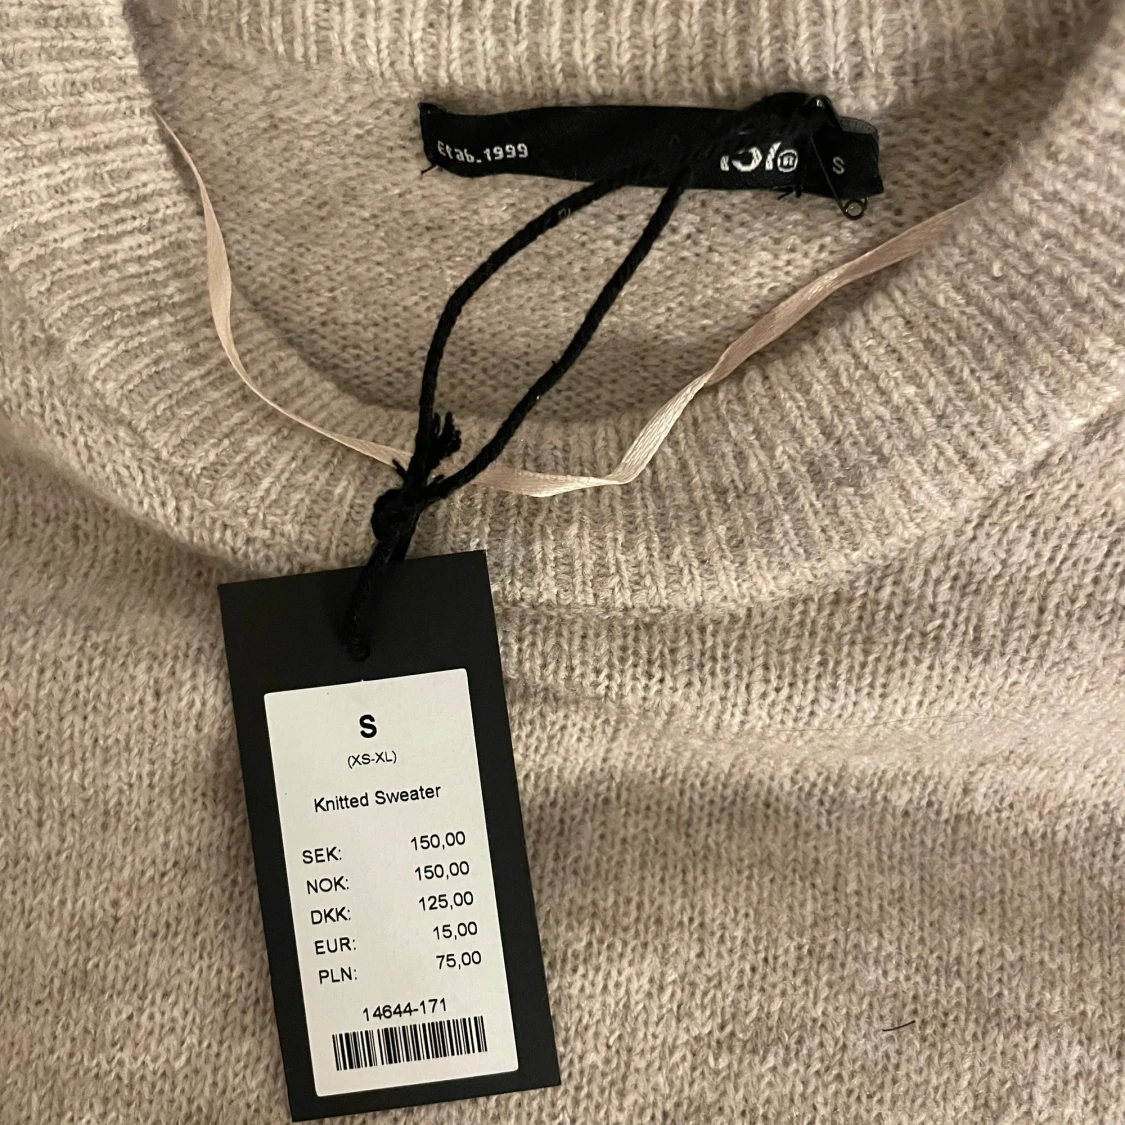 Etab.1999
S
S
(XS-XL)
Knitted Sweater
SEK: 150,00
NOK: 150,00
DKK: 125,00
EUR: 15,00
PLN: 75,00
14644-171